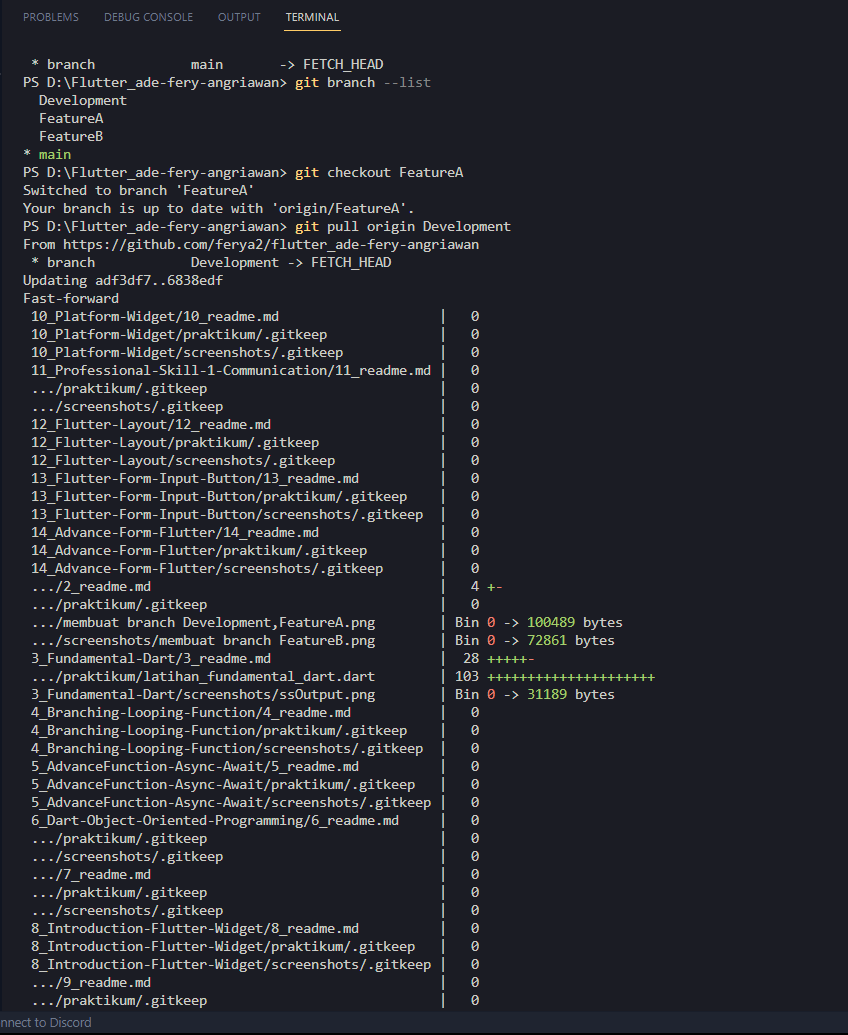 PROBLEMS DEBUG CONSOLE OUTPUT TERMINAL
* branch main -> FETCH_HEAD
PS D:\Flutter_ade-fery-angriawan> git branch --list
Development
FeatureA
FeatureB
* main
PS D:\Flutter_ade-fery-angriawan> git checkout FeatureA
Switched to branch 'FeatureA'
Your branch is up to date with 'origin/FeatureA'.
PS D:\Flutter_ade-fery-angriawan> git pull origin Development
From https://github.com/ferya2/flutter_ade-fery-angriawan
* branch Development -> FETCH_HEAD
Updating adf3df7..6838edf
Fast-forward
10_Platform-Widget/10_readme.md | 0
10_Platform-Widget/praktikum/.gitkeep | 0
10_Platform-Widget/screenshots/.gitkeep | 0
11_Professional-Skill-1-Communication/11_readme.md | 0
.../praktikum/.gitkeep | 0
.../screenshots/.gitkeep | 0
12_Flutter-Layout/12_readme.md | 0
12_Flutter-Layout/praktikum/.gitkeep | 0
12_Flutter-Layout/screenshots/.gitkeep | 0
13_Flutter-Form-Input-Button/13_readme.md | 0
13_Flutter-Form-Input-Button/praktikum/.gitkeep | 0
13_Flutter-Form-Input-Button/screenshots/.gitkeep | 0
14_Advance-Form-Flutter/14_readme.md | 0
14_Advance-Form-Flutter/praktikum/.gitkeep | 0
14_Advance-Form-Flutter/screenshots/.gitkeep | 0
.../2_readme.md | 4 +-
.../praktikum/.gitkeep | 0
.../membuat branch Development,FeatureA.png | Bin 0 -> 100489 bytes
.../screenshots/membuat branch FeatureB.png | Bin 0 -> 72861 bytes
3_Fundamental-Dart/3_readme.md | 28 +++++-
.../praktikum/latihan_fundamental_dart.dart | 103 +++++++++++++++++++++
3_Fundamental-Dart/screenshots/ssOutput.png | Bin 0 -> 31189 bytes
4_Branching-Looping-Function/4_readme.md | 0
4_Branching-Looping-Function/praktikum/.gitkeep | 0
4_Branching-Looping-Function/screenshots/.gitkeep | 0
5_AdvanceFunction-Async-Await/5_readme.md | 0
5_AdvanceFunction-Async-Await/praktikum/.gitkeep | 0
5_AdvanceFunction-Async-Await/screenshots/.gitkeep | 0
6_Dart-Object-Oriented-Programming/6_readme.md | 0
.../praktikum/.gitkeep | 0
.../screenshots/.gitkeep | 0
.../7_readme.md | 0
.../praktikum/.gitkeep | 0
.../screenshots/.gitkeep | 0
8_Introduction-Flutter-Widget/8_readme.md | 0
8_Introduction-Flutter-Widget/praktikum/.gitkeep | 0
8_Introduction-Flutter-Widget/screenshots/.gitkeep | 0
.../9_readme.md | 0
.../praktikum/.gitkeep | 0
nnect to Discord